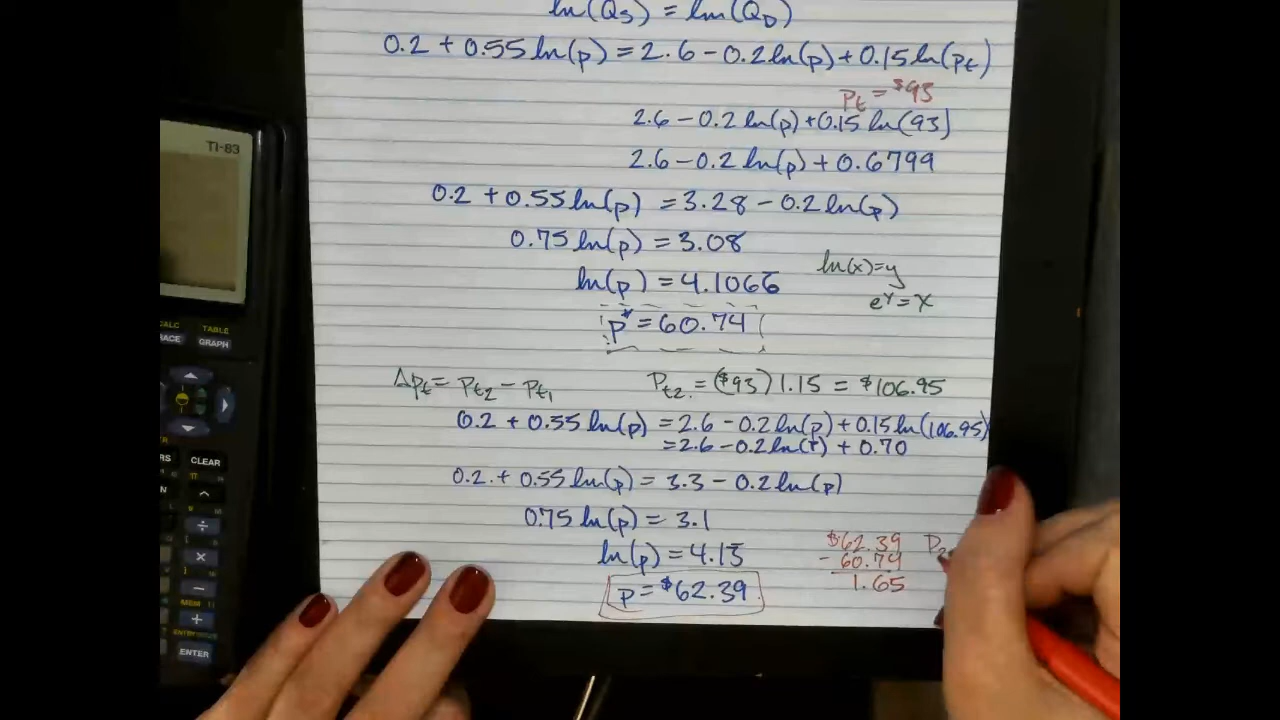 ln(Qs) = ln(QD)
0.2 + 0.55 ln(p) = 2.6 - 0.2 ln(p) + 0.15 ln(pt)
pt = $93
2.6 - 0.2 ln(p) + 0.15 ln(93)
2.6 - 0.2 ln(p) + 0.6799
0.2 + 0.55 ln(p) = 3.28 - 0.2 ln(p)
0.75 ln(p) = 3.08
ln(x) = y
ln(p) = 4.1066
e^y = x
p* = 60.74
Δpt = Pt2 - Pt1
Pt2 = ($93) 1.15 = $106.95
0.2 + 0.55 ln(p) = 2.6 - 0.2 ln(p) + 0.15 ln(106.95)
= 2.6 - 0.2 ln(P) + 0.70
0.2 + 0.55 ln(p) = 3.3 - 0.2 ln(p)
0.75 ln(p) = 3.1
ln(p) = 4.13
p = $62.39
$62.39
- 60.74
1.65
P2
TI-83
CALC
TABLE
GRAPH
CLEAR
÷
×
−
MEM
+
ENTRY
ENTER